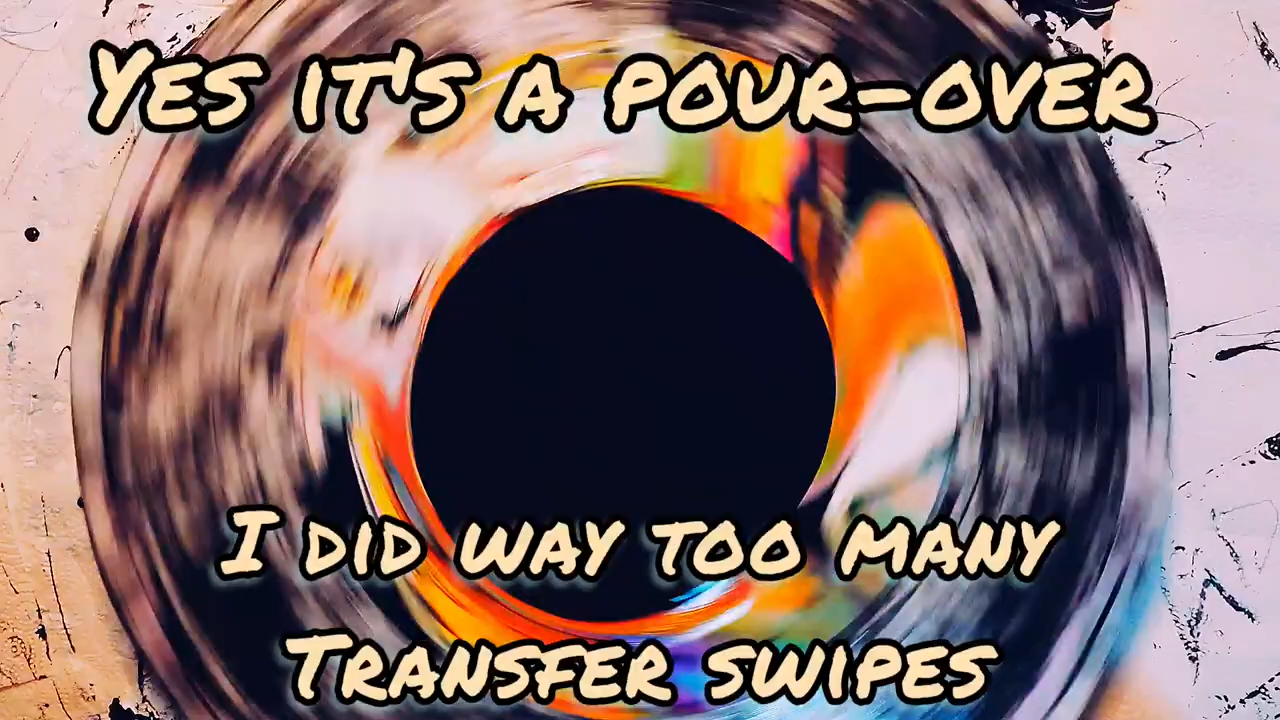 Yes it's a pour-over
I did way too many
Transfer swipes